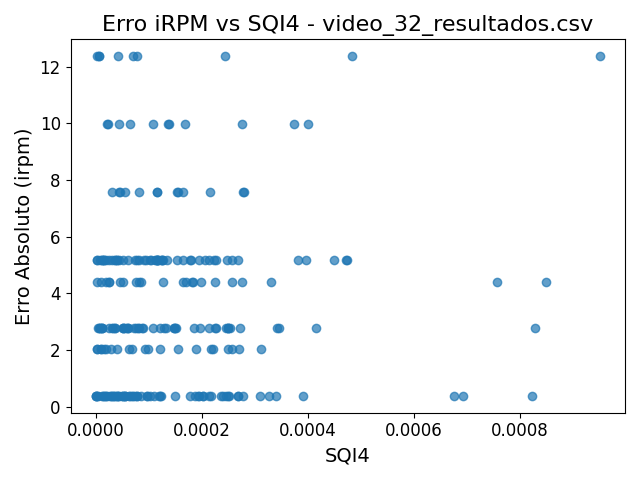 Erro iRPM vs SQI4 - video_32_resultados.csv
Erro Absoluto (irpm)
12
10
8
6
4
2
0
0.0000 0.0002 0.0004 0.0006 0.0008
SQI4